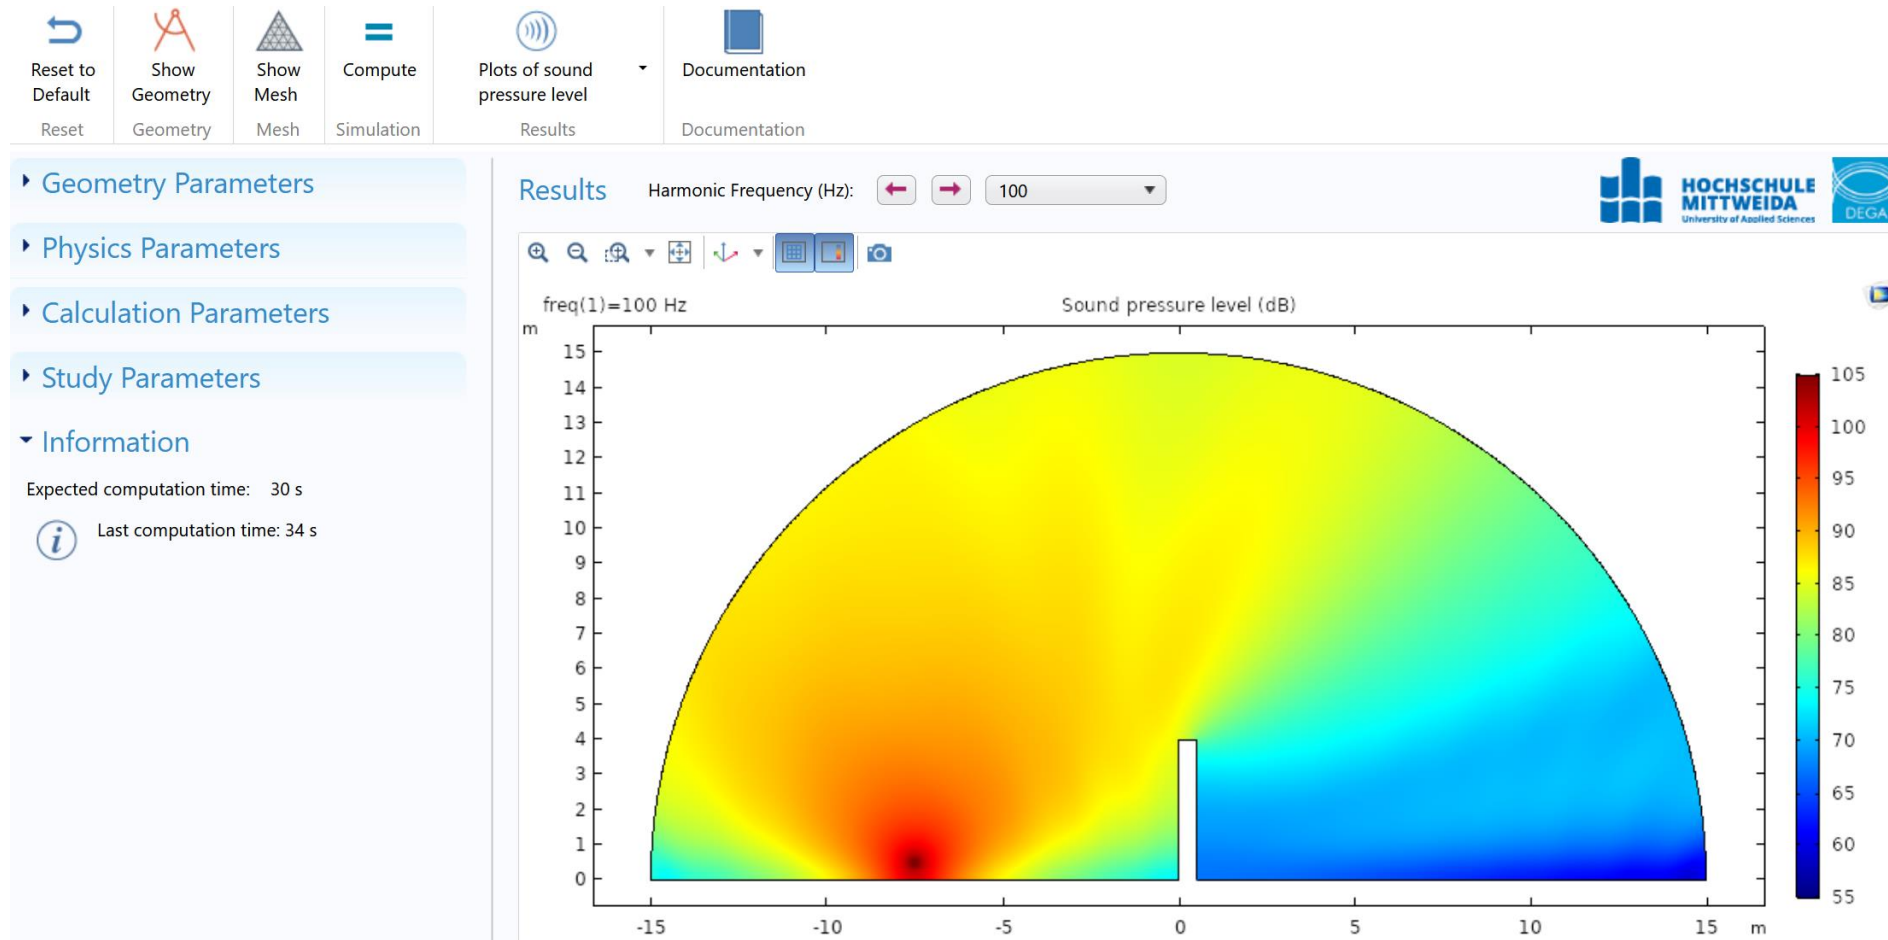 Reset to
Default
Reset
Show
Geometry
Geometry
Show
Mesh
Mesh
Compute
Simulation
Plots of sound
pressure level
Results
Documentation
Documentation
Geometry Parameters
Physics Parameters
Calculation Parameters
Study Parameters
Information
Expected computation time: 30 s
i
Last computation time: 34 s
Results
Harmonic Frequency (Hz):
100
HOCHSCHULE
MITTWEIDA
University of Applied Sciences
DEGA
freq(1)=100 Hz
Sound pressure level (dB)
m
15
14
13
12
11
10
9
8
7
6
5
4
3
2
1
0
-15 -10 -5 0 5 10 15 m
105
100
95
90
85
80
75
70
65
60
55